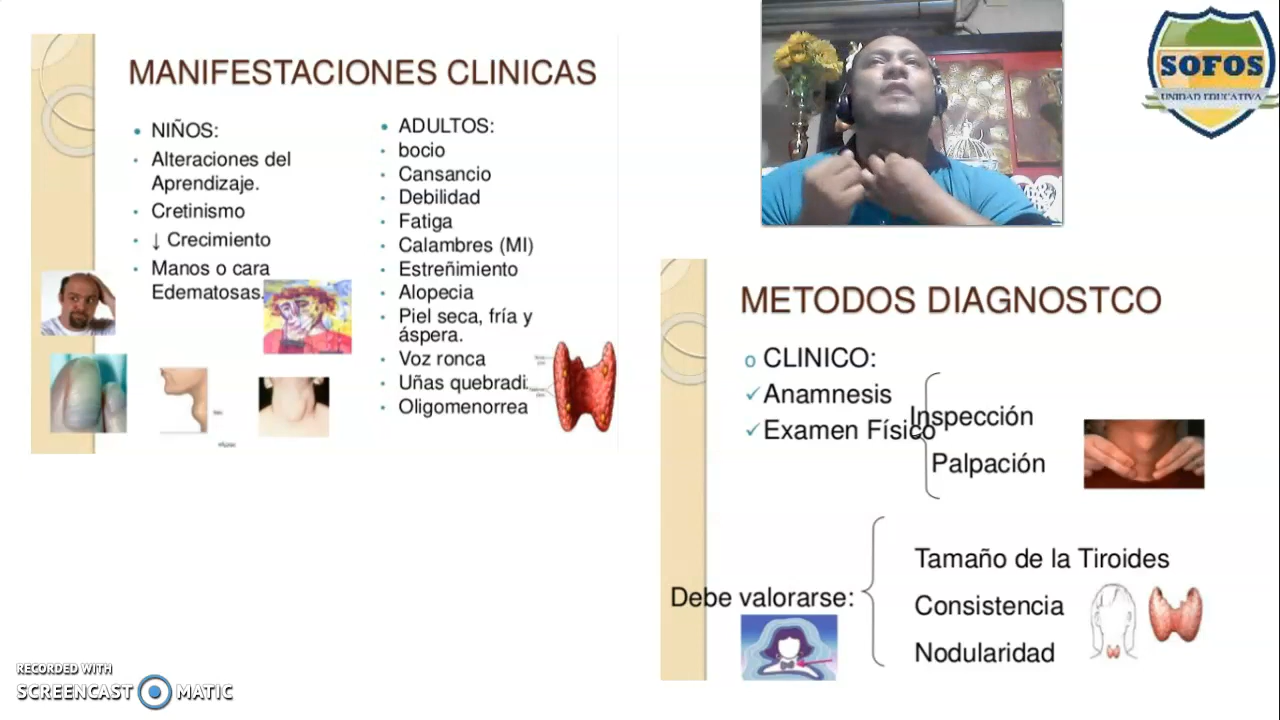 MANIFESTACIONES CLINICAS
NIÑOS:
Alteraciones del
Aprendizaje.
Cretinismo
↓ Crecimiento
Manos o cara
Edematosas.
ADULTOS:
bocio
Cansancio
Debilidad
Fatiga
Calambres (MI)
Estreñimiento
Alopecia
Piel seca, fría y
áspera.
Voz ronca
Uñas quebradi
Oligomenorrea
SOFOS
UNIDAD EDUCATIVA
METODOS DIAGNOSTCO
CLINICO:
Anamnesis
Examen Físico
Inspección
Palpación
Debe valorarse:
Tamaño de la Tiroides
Consistencia
Nodularidad
RECORDED WITH
SCREENCAST MATIC